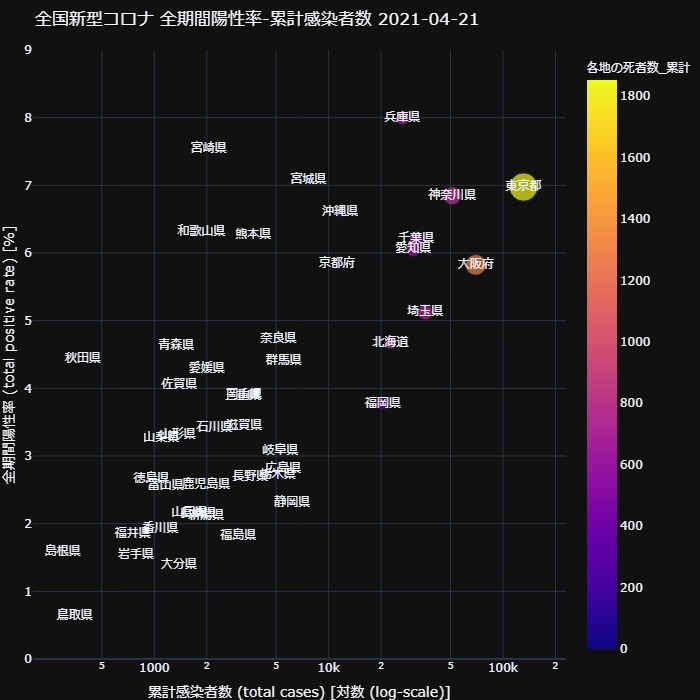 全国新型コロナ 全期間陽性率-累計感染者数 2021-04-21
各地の死者数_累計
9
8
7
6
5
4
3
2
1
0
全期間陽性率 (total positive rate) [%]
兵庫県
宮崎県
宮城県
東京都
神奈川県
沖縄県
和歌山県
熊本県
千葉県
愛知県
京都府
大阪府
埼玉県
奈良県
北海道
青森県
秋田県
群馬県
愛媛県
佐賀県
福岡県
石川県
滋賀県
山形県
山梨県
岐阜県
広島県
栃木県
長野県
徳島県
富山県
鹿児島県
静岡県
香川県
福井県
福島県
島根県
岩手県
大分県
鳥取県
5
1000
2
5
10k
2
5
100k
2
累計感染者数 (total cases) [対数 (log-scale)]
1800
1600
1400
1200
1000
800
600
400
200
0